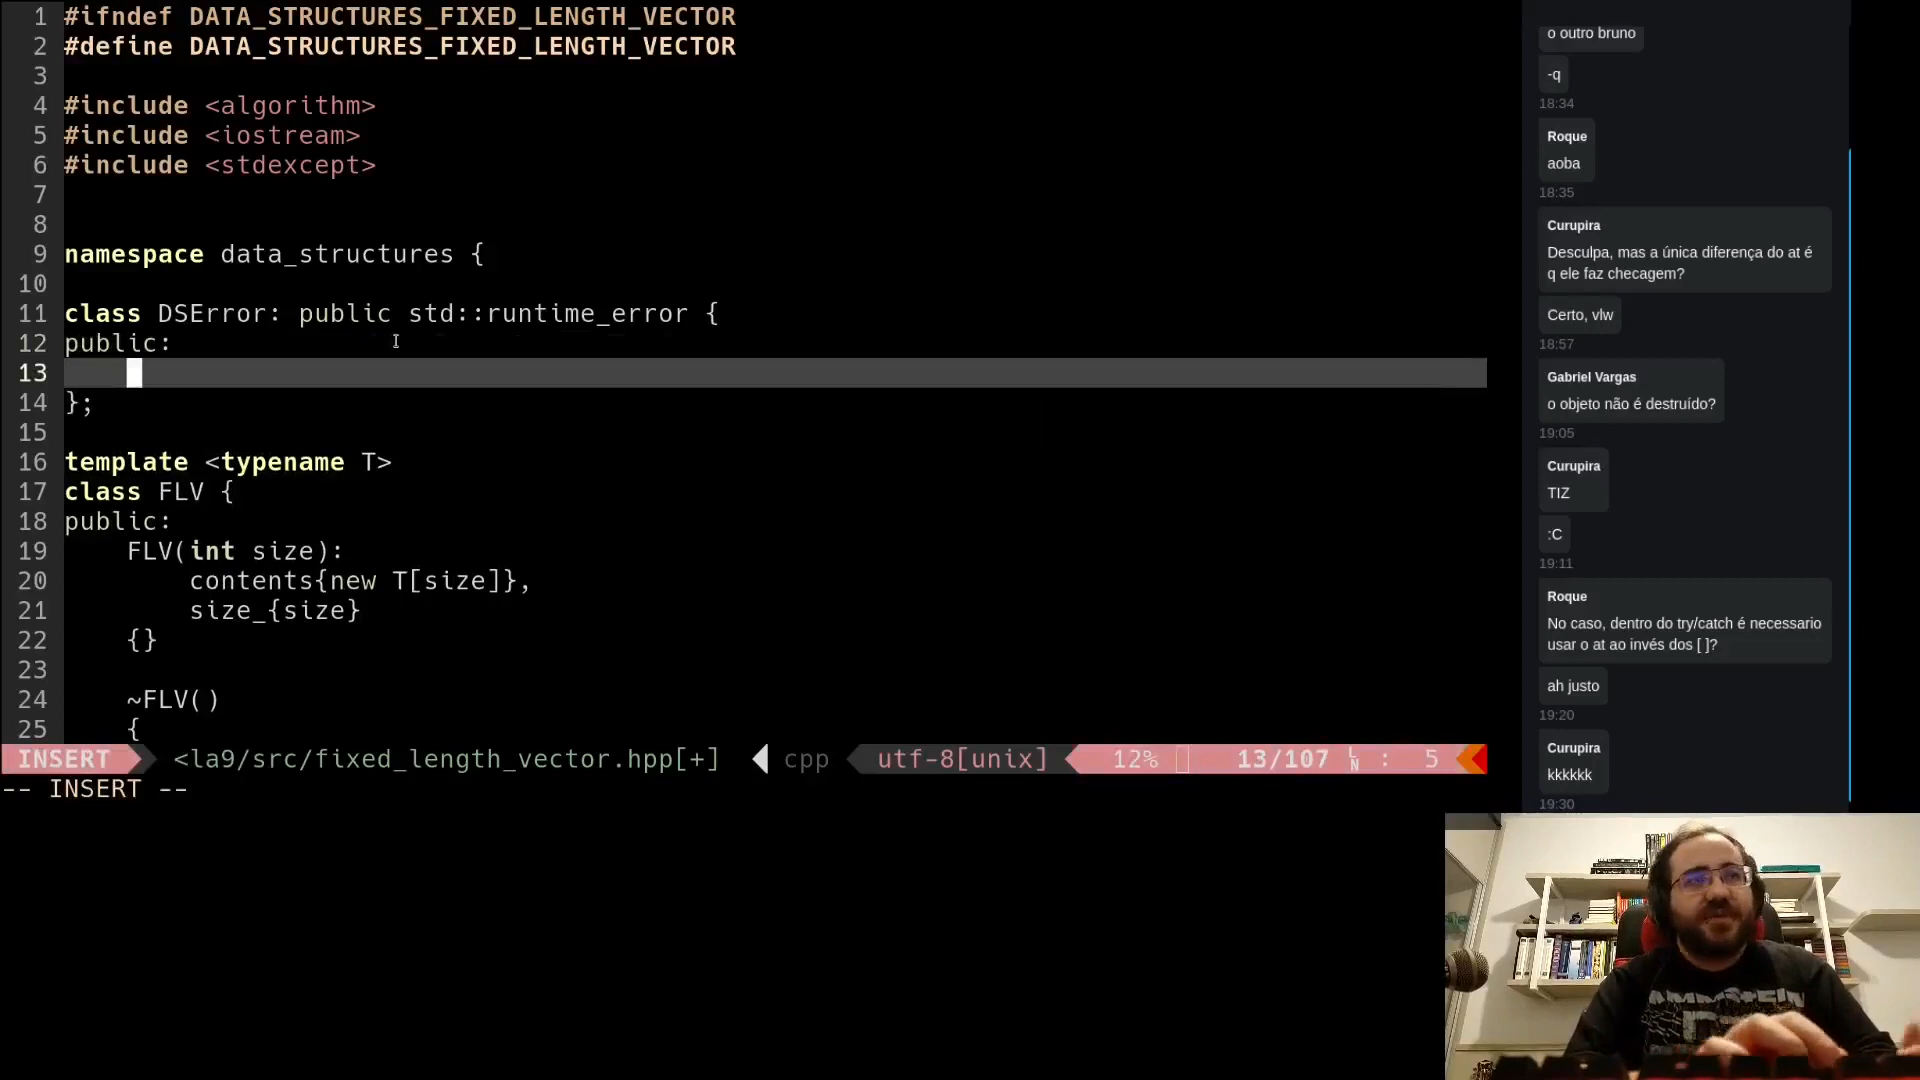 1 #ifndef DATA_STRUCTURES_FIXED_LENGTH_VECTOR
2 #define DATA_STRUCTURES_FIXED_LENGTH_VECTOR
3
4 #include <algorithm>
5 #include <iostream>
6 #include <stdexcept>
7
8
9 namespace data_structures {
10
11 class DSError: public std::runtime_error {
12 public:
13
14 };
15
16 template <typename T>
17 class FLV {
18 public:
19     FLV(int size):
20         contents{new T[size]},
21         size_{size}
22     {}
23
24     ~FLV()
25     {
INSERT <la9/src/fixed_length_vector.hpp[+] cpp utf-8[unix] 12% 13/107 LN : 5
-- INSERT --
o outro bruno
-q
18:34
Roque
aoba
18:35
Curupira
Desculpa, mas a única diferença do at é
q ele faz checagem?
Certo, vlw
18:57
Gabriel Vargas
o objeto não é destruído?
19:05
Curupira
TIZ
:C
19:11
Roque
No caso, dentro do try/catch é necessario
usar o at ao invés dos [ ]?
ah justo
19:20
Curupira
kkkkkk
19:30